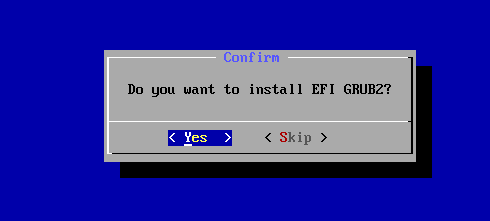 Confirm
Do you want to install EFI GRUB2?
< Yes > < Skip >